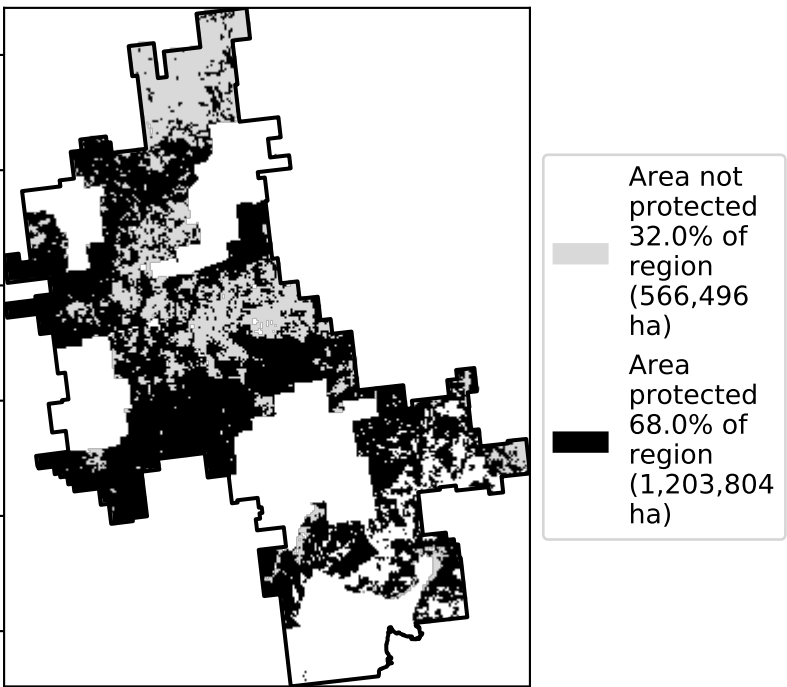 Area not
protected
32.0% of
region
(566,496
ha)
Area
protected
68.0% of
region
(1,203,804
ha)